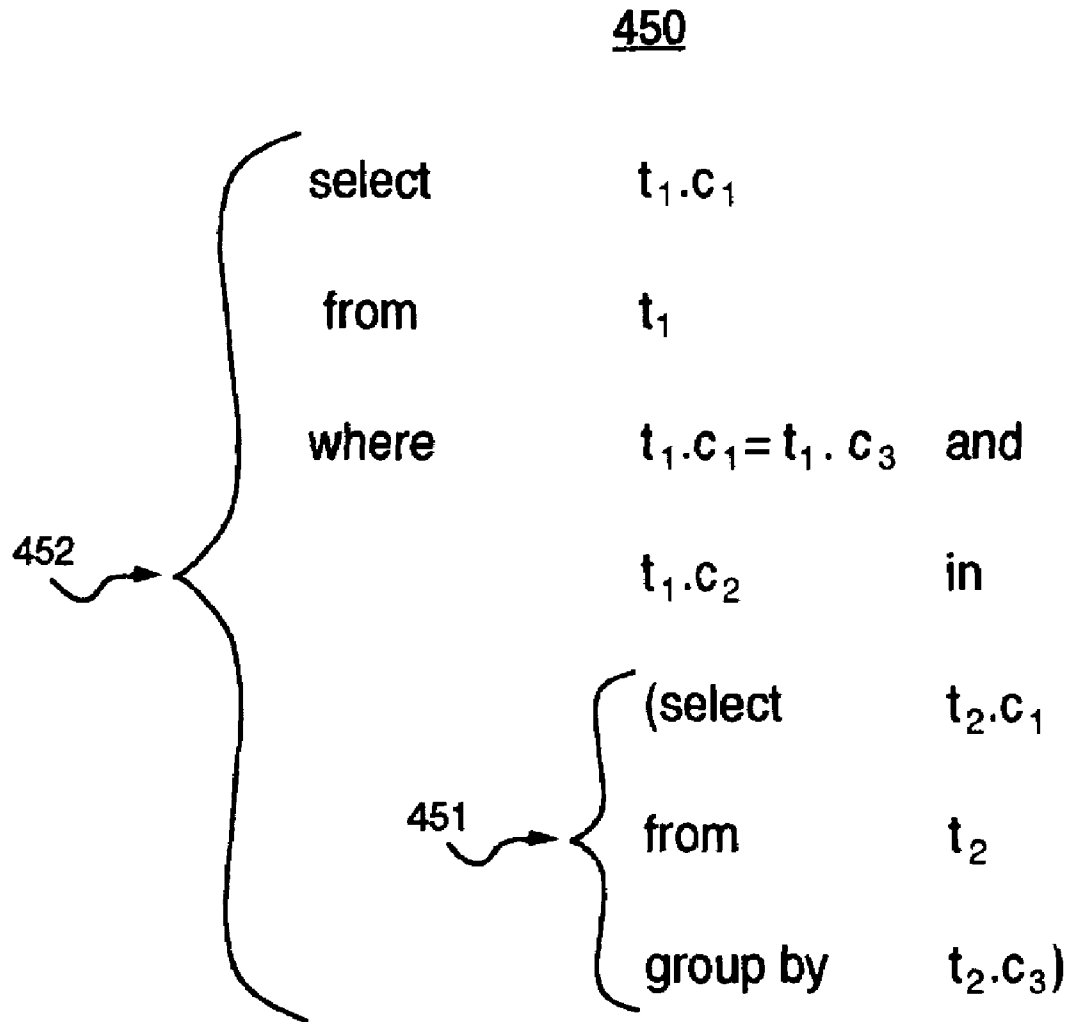 450
select t₁.c₁
from t₁
where t₁.c₁= t₁. c₃ and
452
t₁.c₂ in
(select t₂.c₁
451
from t₂
group by t₂.c₃)